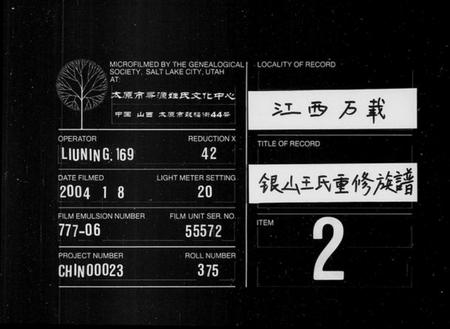 MICROFILMED BY THE GENEALOGICAL
SOCIETY, SALT LAKE CITY, UTAH
AT:
太原市寻源姓氏文化中心
中国 山西 太原市鼓楼街44号
OPERATOR
REDUCTION X
LIUNING.169
42
DATE FILMED
LIGHT METER SETTING
2004 1 8
20
FILM EMULSION NUMBER
FILM UNIT SER. NO.
777-06
55572
PROJECT NUMBER
ROLL NUMBER
CHIN00023
375
LOCALITY OF RECORD
江西万载
TITLE OF RECORD
银山王氏重修族譜
ITEM
2